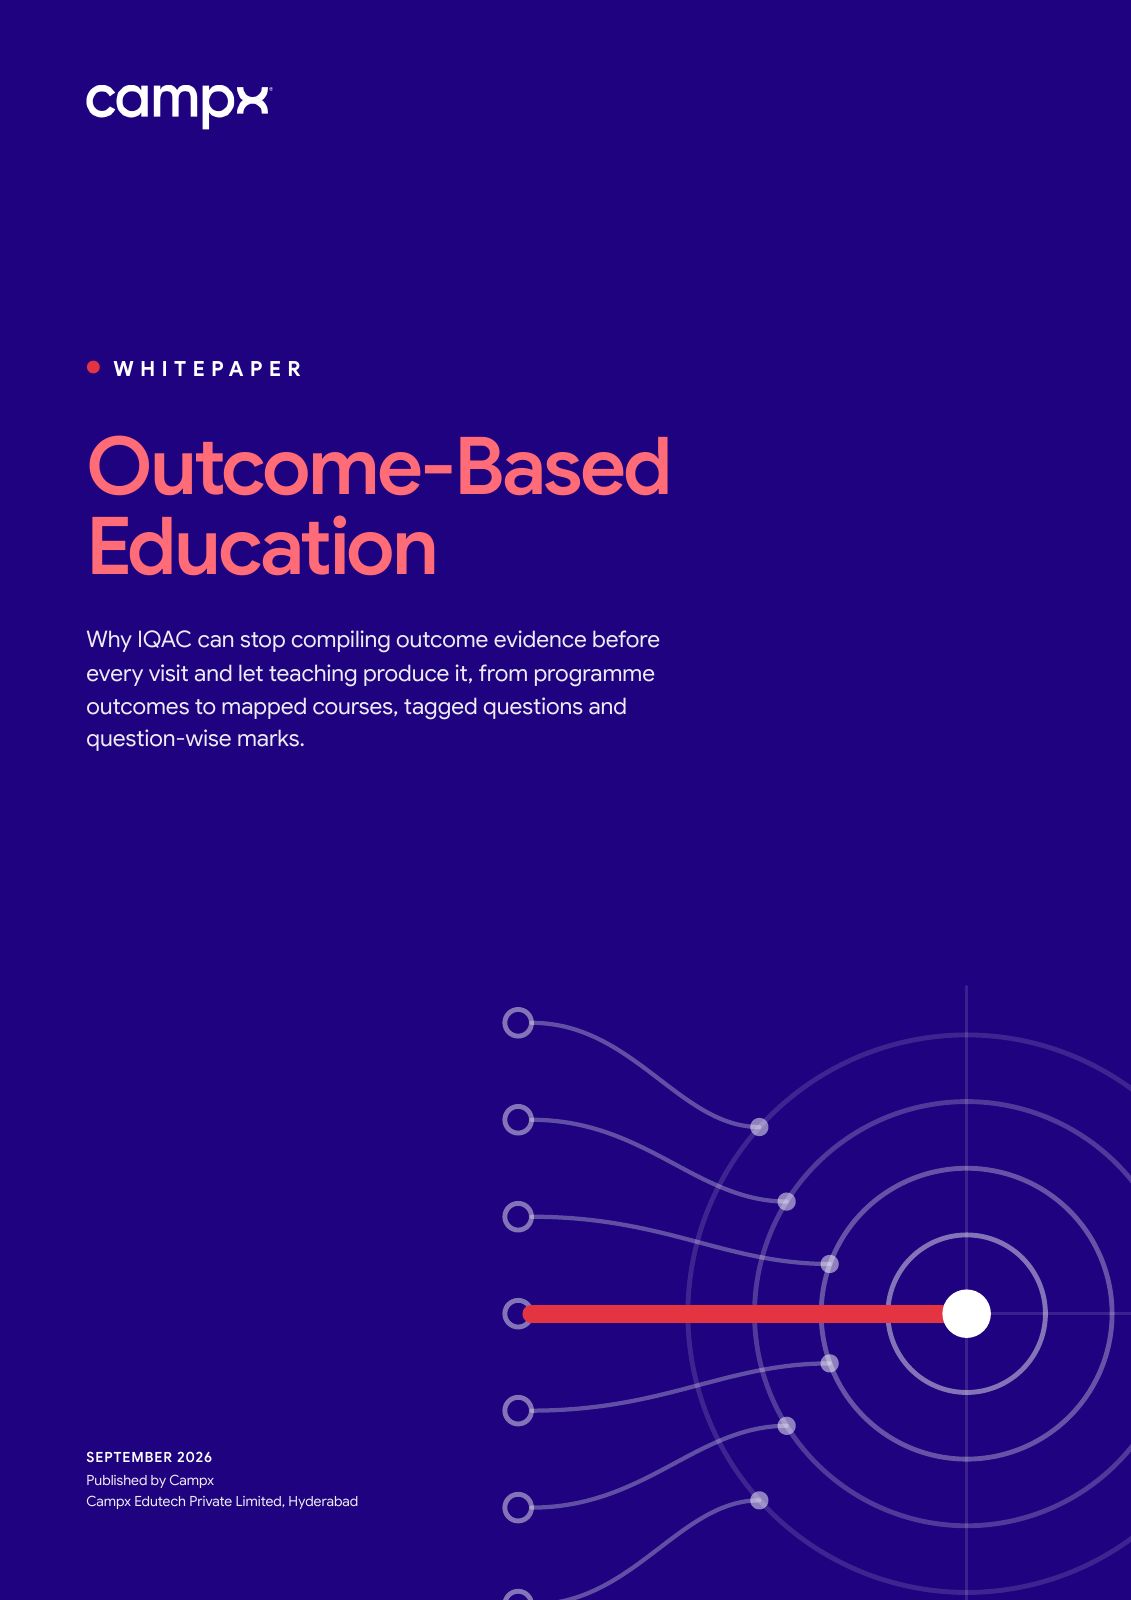 campx
WHITEPAPER
Outcome-Based
Education
Why IQAC can stop compiling outcome evidence before
every visit and let teaching produce it, from programme
outcomes to mapped courses, tagged questions and
question-wise marks.
SEPTEMBER 2026
Published by Campx
Campx Edutech Private Limited, Hyderabad